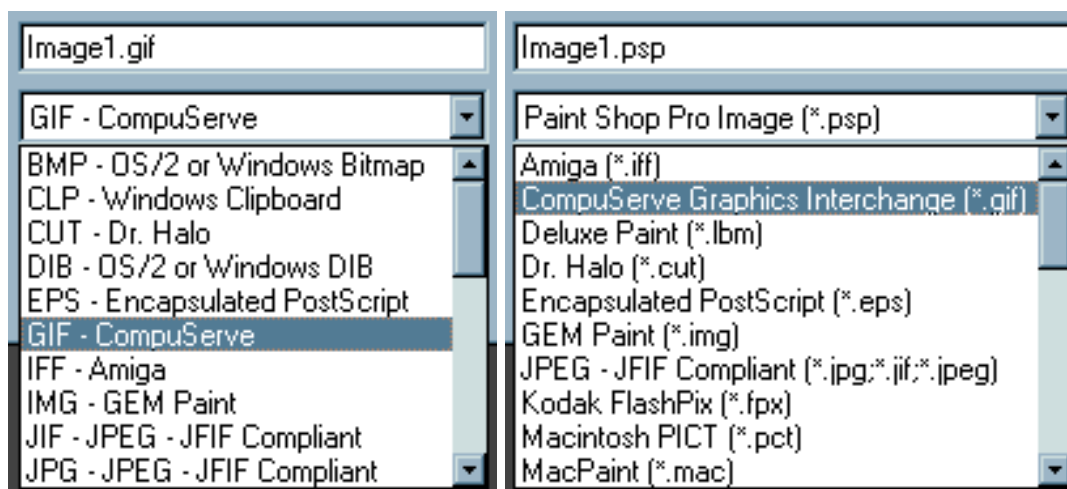 Image1.gif
GIF - CompuServe
BMP - OS/2 or Windows Bitmap
CLP - Windows Clipboard
CUT - Dr. Halo
DIB - OS/2 or Windows DIB
EPS - Encapsulated PostScript
GIF - CompuServe
IFF - Amiga
IMG - GEM Paint
JIF - JPEG - JFIF Compliant
JPG - JPEG - JFIF Compliant
Image1.psp
Paint Shop Pro Image (*.psp)
Amiga (*.iff)
CompuServe Graphics Interchange (*.gif)
Deluxe Paint (*.lbm)
Dr. Halo (*.cut)
Encapsulated PostScript (*.eps)
GEM Paint (*.img)
JPEG - JFIF Compliant (*.jpg;*.jif;*.jpeg)
Kodak FlashPix (*.fpx)
Macintosh PICT (*.pct)
MacPaint (*.mac)